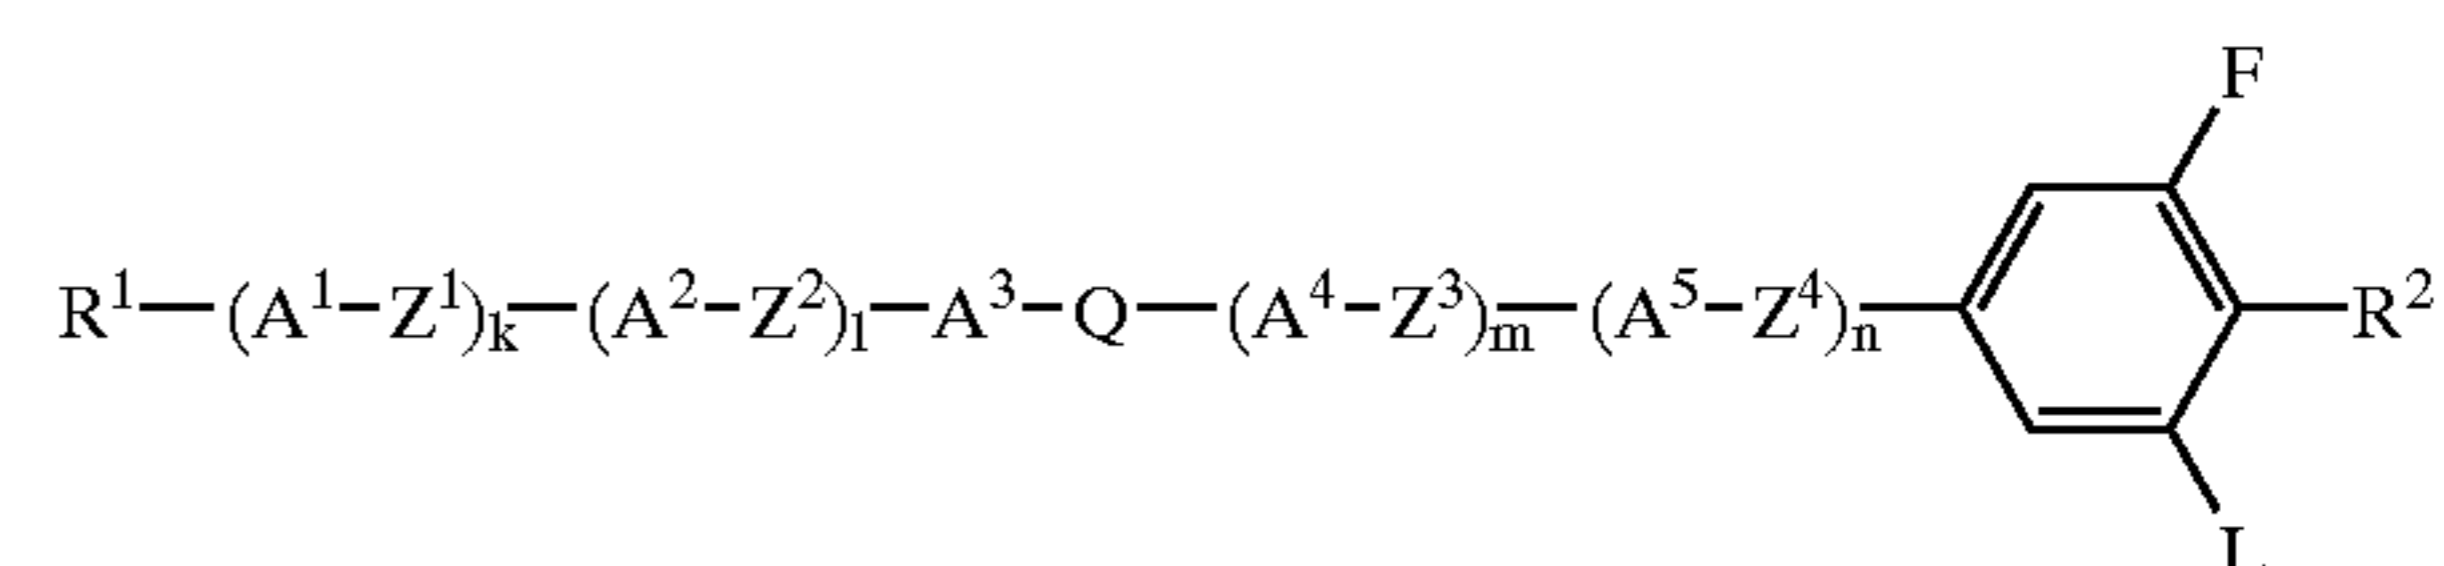 F
R¹—(A¹–Z¹)ₖ—(A²–Z²)ₗ—A³–Q—(A⁴–Z³)ₘ—(A⁵–Z⁴)ₙ—R²